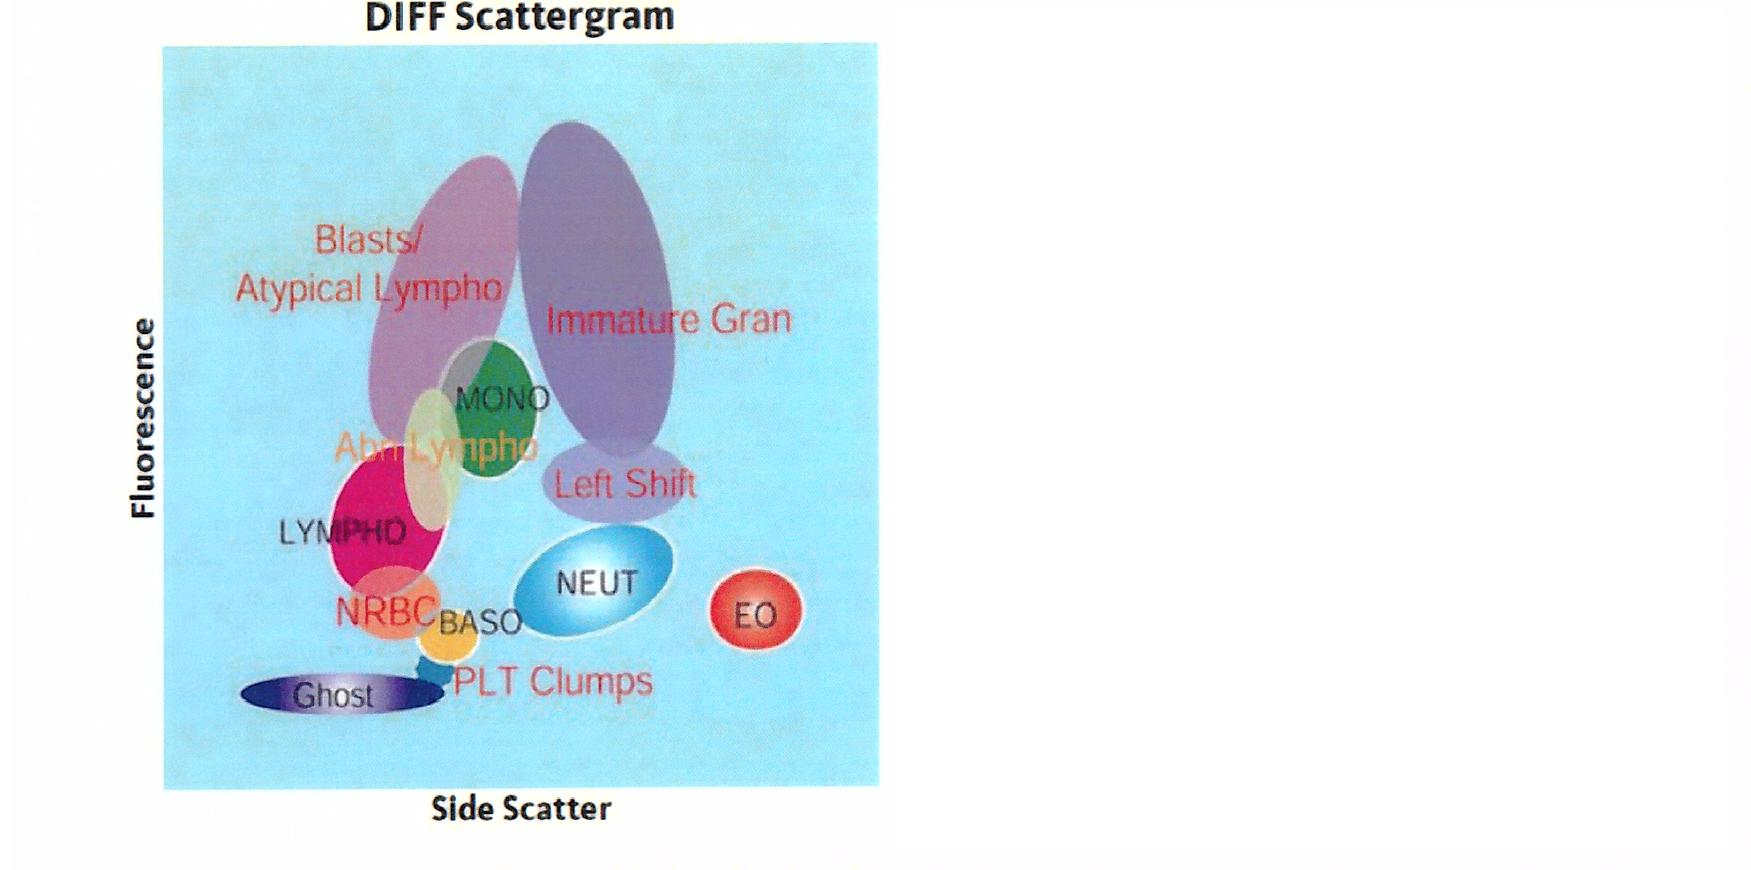 DIFF Scattergram
Blasts/
Atypical Lympho
Immature Gran
MONO
Abn Lympho
Left Shift
LYMPHO
NEUT
NRBC
BASO
EO
PLT Clumps
Ghost
Fluorescence
Side Scatter